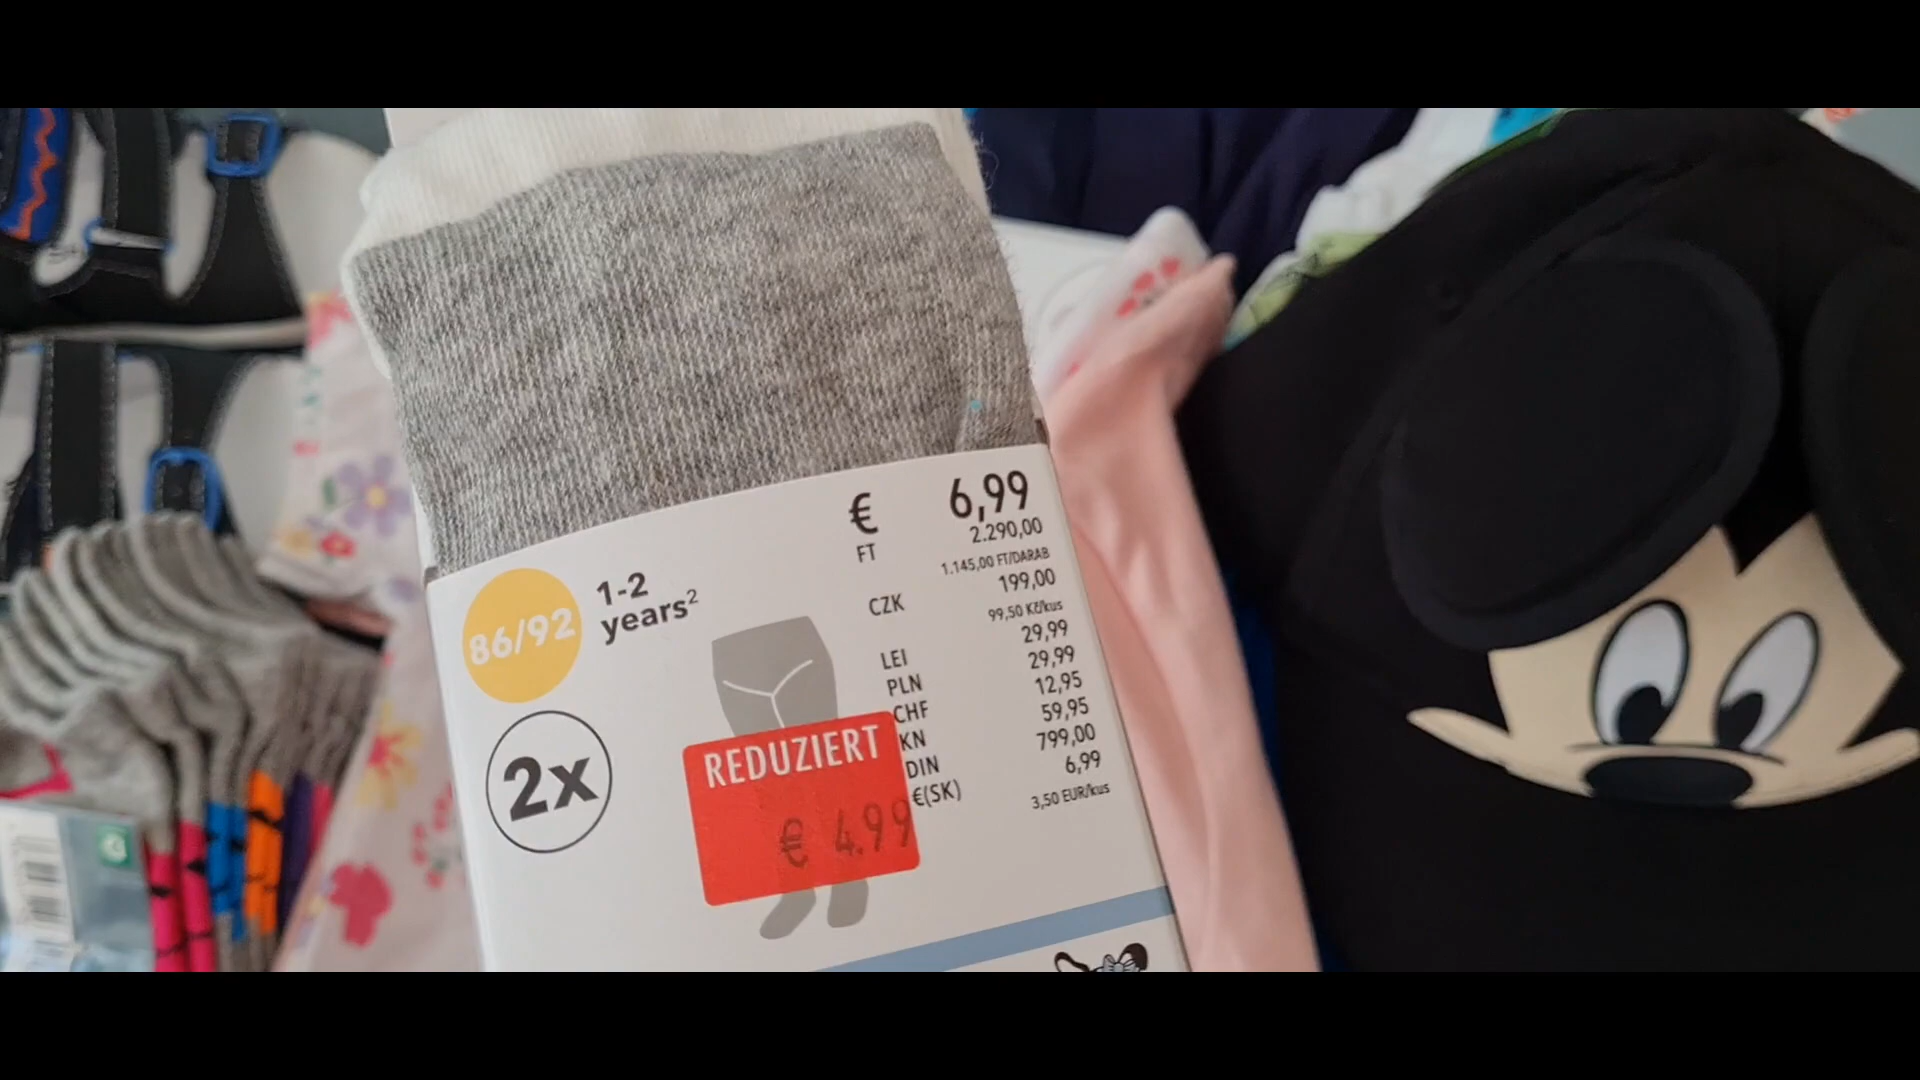 € 6,99
FT 2.290,00
1.145,00 FT/DARAB
CZK 199,00
99,50 Kč/kus
LEI 29,99
PLN 29,99
CHF 12,95
KN 59,95
DIN 799,00
€(SK) 6,99
3,50 EUR/kus
86/92
1-2
years²
2x
REDUZIERT
€ 4.99